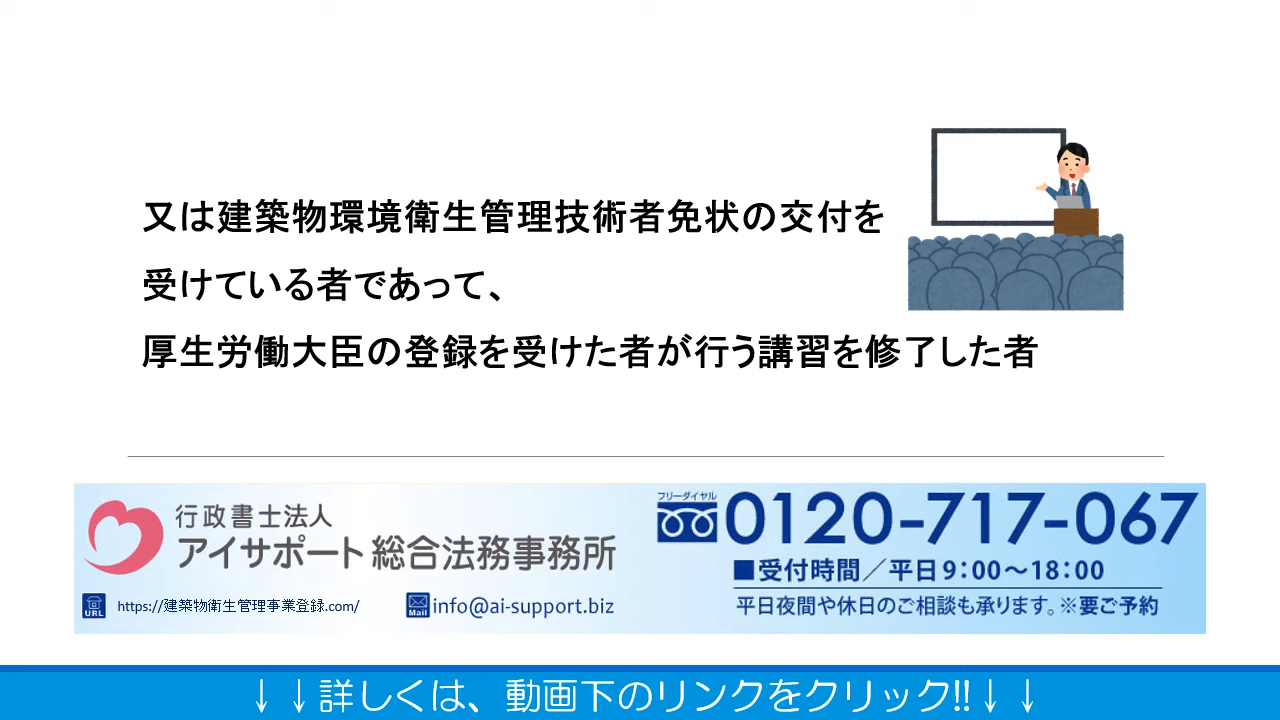 又は建築物環境衛生管理技術者免状の交付を
受けている者であって、
厚生労働大臣の登録を受けた者が行う講習を修了した者
行政書士法人
アイサポート 総合法務事務所
URL https://建築物衛生管理事業登録.com/
Mail info@ai-support.biz
フリーダイヤル
0120-717-067
■受付時間／平日9:00～18:00
平日夜間や休日のご相談も承ります。※要ご予約
↓↓詳しくは、動画下のリンクをクリック!!↓↓